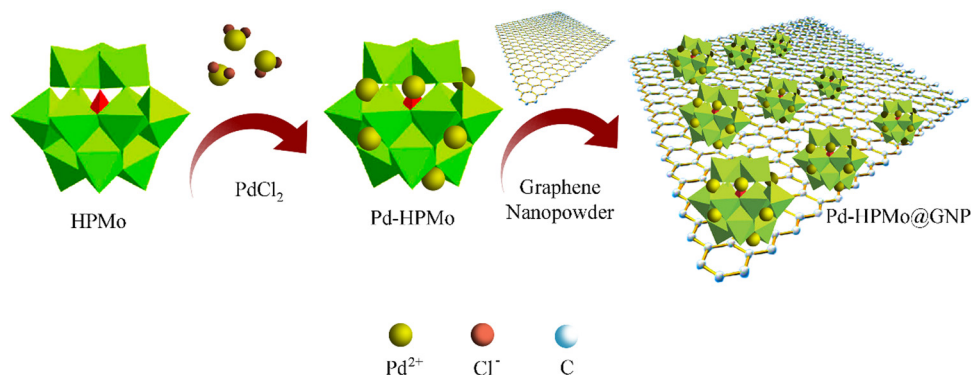 HPMo
PdCl₂
Pd-HPMo
Graphene
Nanopowder
Pd-HPMo@GNP
Pd²⁺
Cl⁻
C